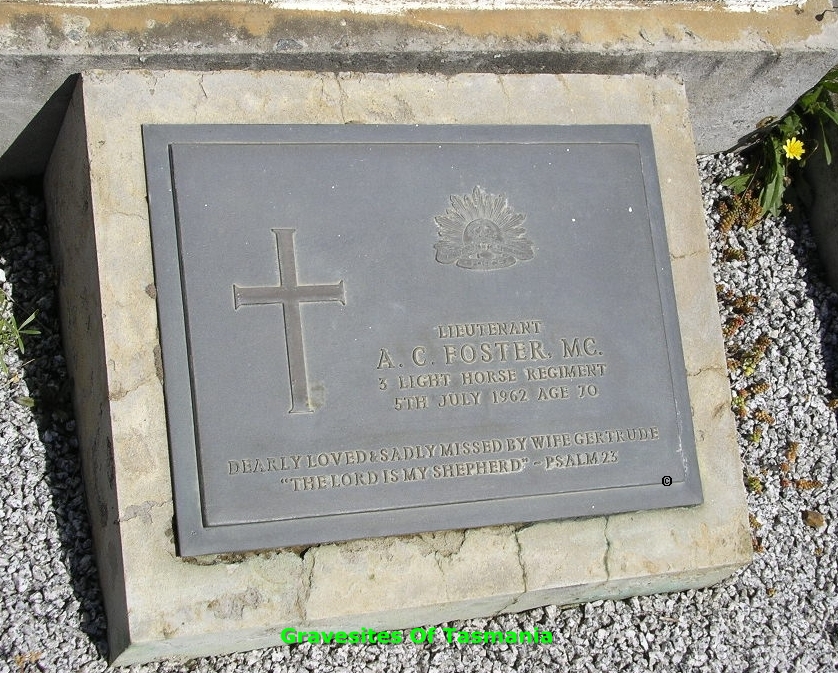 LIEUTENANT
A. C. FOSTER, MC.
3 LIGHT HORSE REGIMENT
5TH JULY 1962 AGE 70
DEARLY LOVED & SADLY MISSED BY WIFE GERTRUDE
"THE LORD IS MY SHEPHERD" ~ PSALM 23
©
Gravesites Of Tasmania